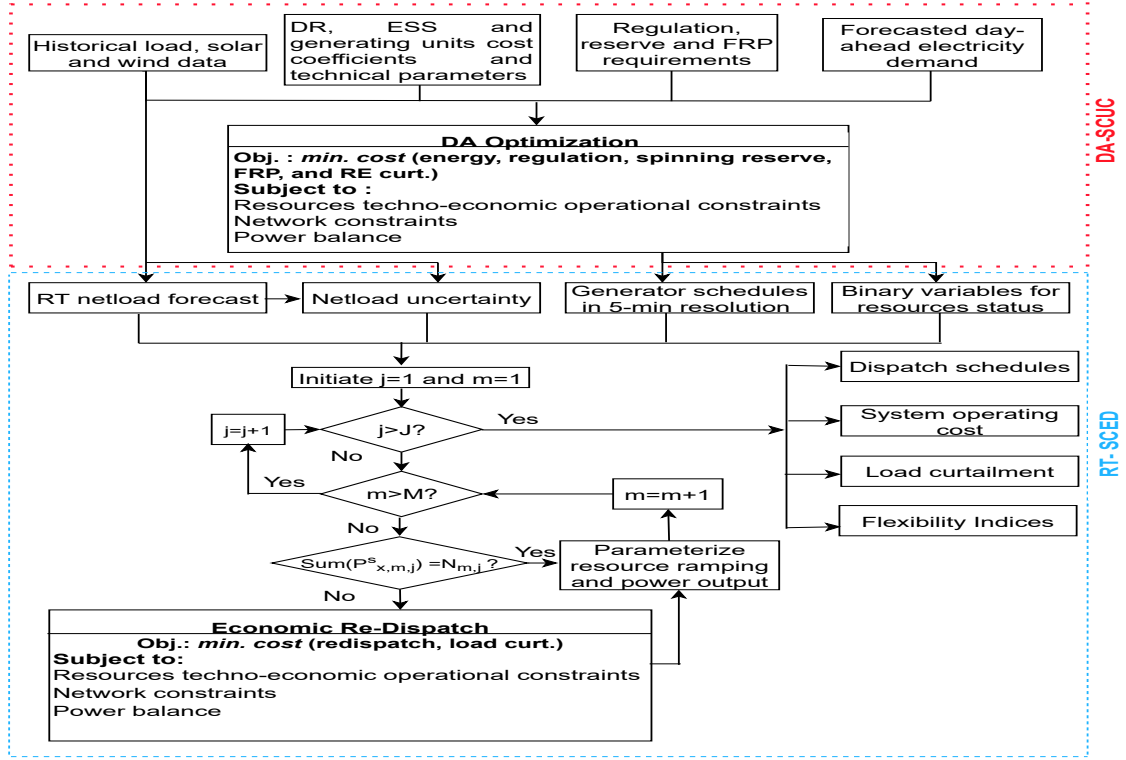 Historical load, solar
and wind data
DR, ESS and
generating units cost
coefficients and
technical parameters
Regulation,
reserve and FRP
requirements
Forecasted day-
ahead electricity
demand
DA-SCUC
DA Optimization
Obj. : min. cost (energy, regulation, spinning reserve,
FRP, and RE curt.)
Subject to :
Resources techno-economic operational constraints
Network constraints
Power balance
RT netload forecast
Netload uncertainty
Generator schedules
in 5-min resolution
Binary variables for
resources status
RT- SCED
Initiate j=1 and m=1
j=j+1
j>J?
Yes
No
Yes
m>M?
m=m+1
No
Sum(Pˢₓ,ₘ,ⱼ) =Nₘ,ⱼ ?
Yes
No
Parameterize
resource ramping
and power output
Dispatch schedules
System operating
cost
Load curtailment
Flexibility Indices
Economic Re-Dispatch
Obj.: min. cost (redispatch, load curt.)
Subject to:
Resources techno-economic operational constraints
Network constraints
Power balance